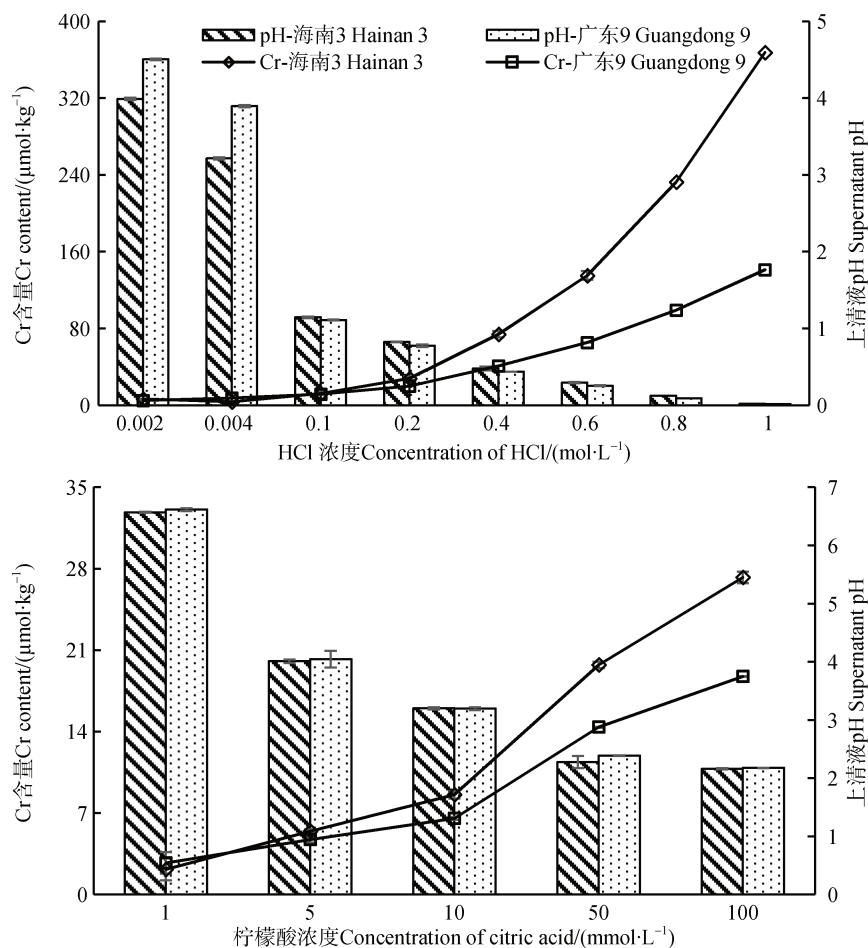 400
320
240
160
80
0
Cr含量Cr content/(μmol·kg⁻¹)
pH-海南3 Hainan 3
pH-广东9 Guangdong 9
Cr-海南3 Hainan 3
Cr-广东9 Guangdong 9
5
4
3
2
1
0
上清液pH Supernatant pH
0.002 0.004 0.1 0.2 0.4 0.6 0.8 1
HCl 浓度Concentration of HCl/(mol·L⁻¹)
35
28
21
14
7
0
Cr含量Cr content/(μmol·kg⁻¹)
7
6
5
4
3
2
1
0
上清液pH Supernatant pH
1 5 10 50 100
柠檬酸浓度Concentration of citric acid/(mmol·L⁻¹)